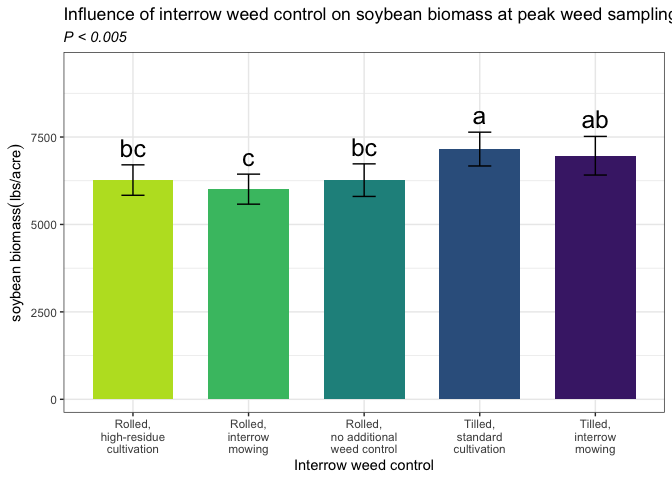 Influence of interrow weed control on soybean biomass at peak weed sampling
P < 0.005
soybean biomass(lbs/acre)
7500
5000
2500
0
bc
c
bc
a
ab
Rolled,
high-residue
cultivation
Rolled,
interrow
mowing
Rolled,
no additional
weed control
Tilled,
standard
cultivation
Tilled,
interrow
mowing
Interrow weed control